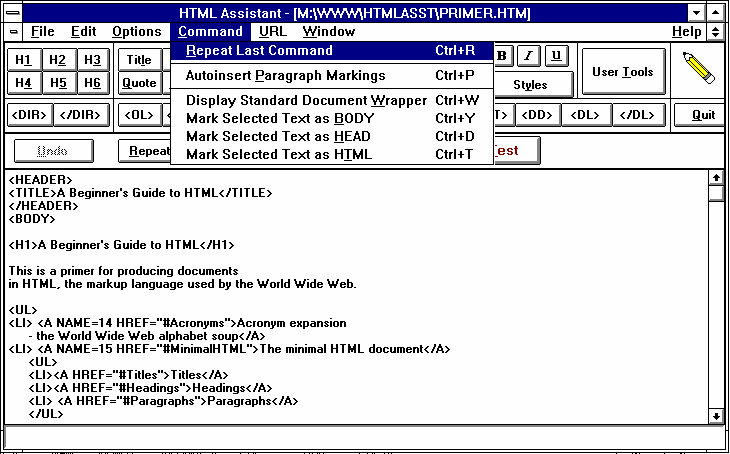 HTML Assistant - [M:\WWW\HTMLASST\PRIMER.HTM]
File Edit Options Command URL Window Help
Repeat Last Command Ctrl+R
Autoinsert Paragraph Markings Ctrl+P
Display Standard Document Wrapper Ctrl+W
Mark Selected Text as BODY Ctrl+Y
Mark Selected Text as HEAD Ctrl+D
Mark Selected Text as HTML Ctrl+T
H1 H2 H3 Title B I U
H4 H5 H6 Quote Styles User Tools
<DIR> </DIR> <OL> <DD> <DL> </DL> Quit
Undo Repeat
<HEADER>
<TITLE>A Beginner's Guide to HTML</TITLE>
</HEADER>
<BODY>
<H1>A Beginner's Guide to HTML</H1>
This is a primer for producing documents
in HTML, the markup language used by the World Wide Web.
<UL>
<LI> <A NAME=14 HREF="#Acronyms">Acronym expansion
- the World Wide Web alphabet soup</A>
<LI> <A NAME=15 HREF="#MinimalHTML">The minimal HTML document</A>
<UL>
<LI><A HREF="#Titles">Titles</A>
<LI><A HREF="#Headings">Headings</A>
<LI> <A HREF="#Paragraphs">Paragraphs</A>
</UL>